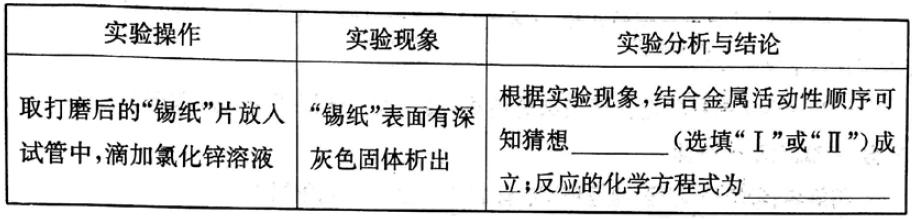 实验操作
实验现象
实验分析与结论
取打磨后的“锡纸”片放入
试管中,滴加氯化锌溶液
“锡纸”表面有深
灰色固体析出
根据实验现象,结合金属活动性顺序可
知猜想________(选填“Ⅰ”或“Ⅱ”)成
立;反应的化学方程式为____________